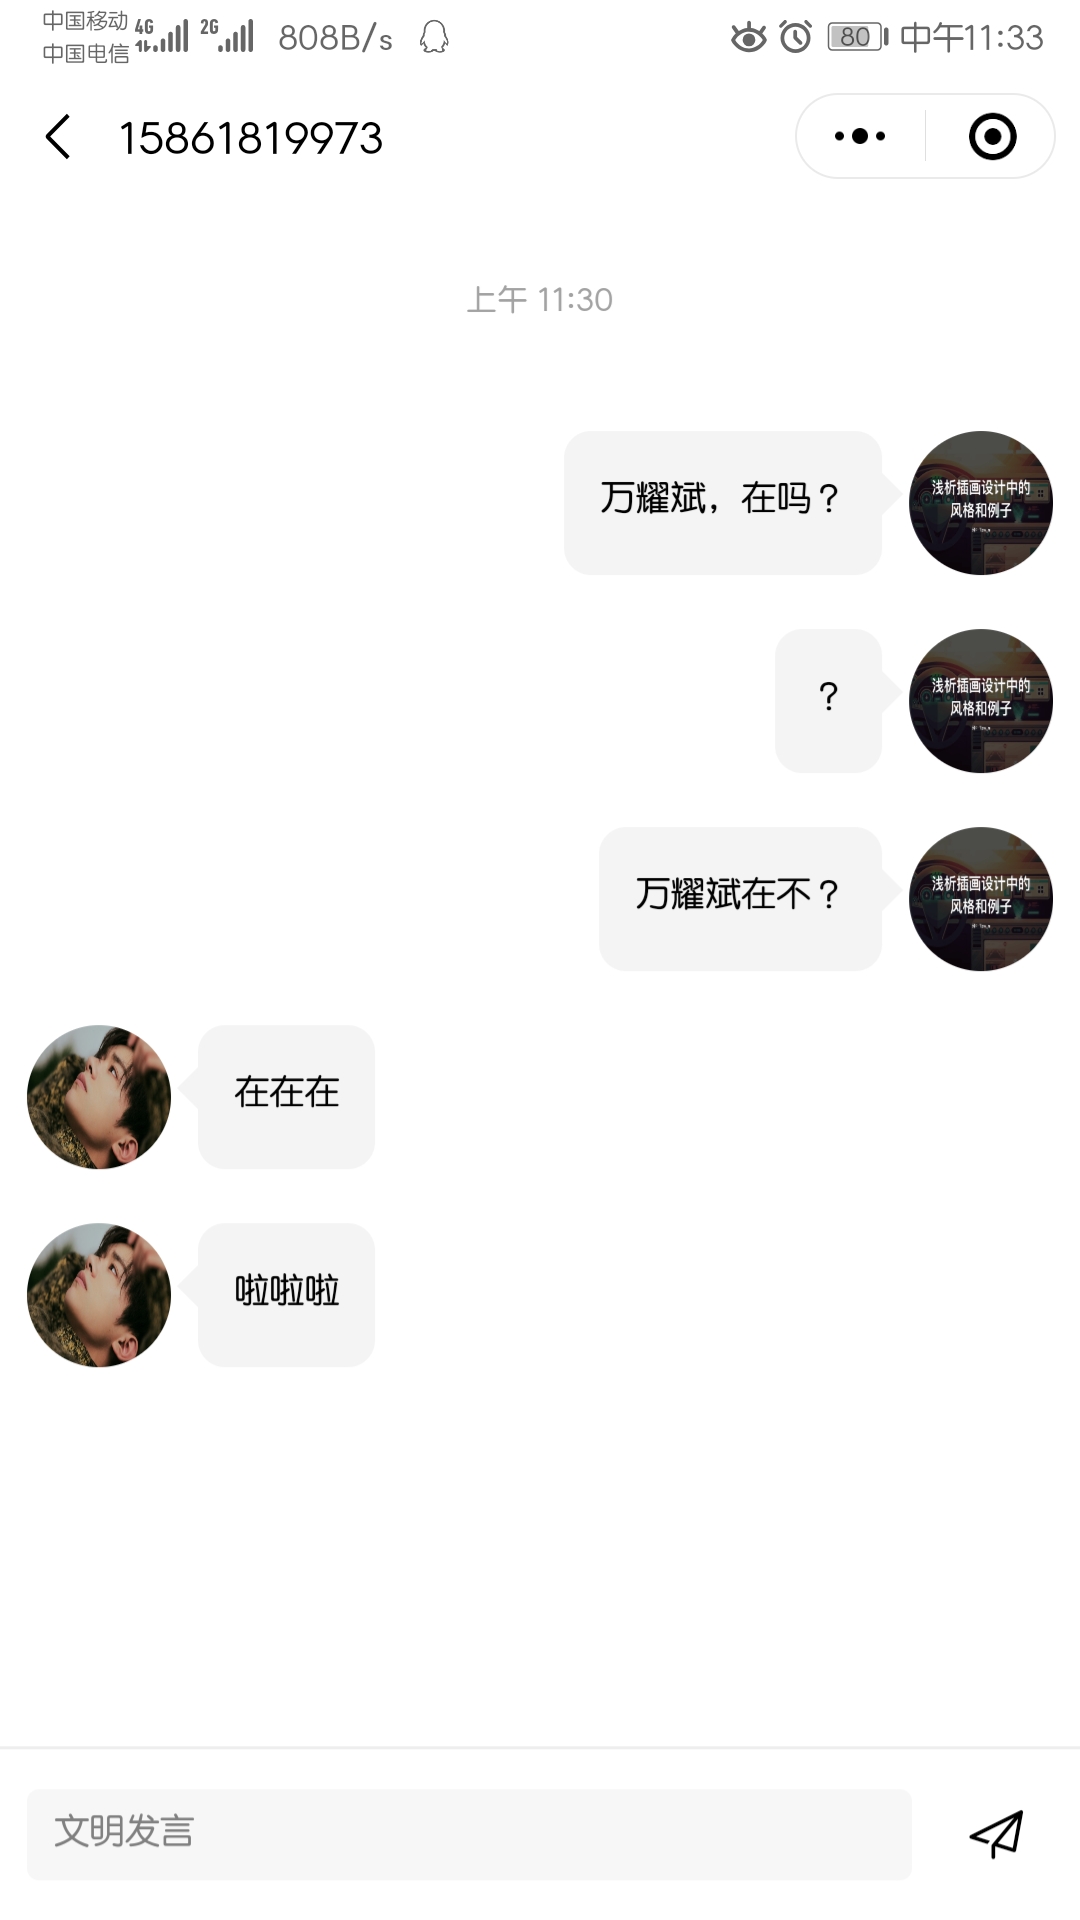 中国移动 4G 2G 808B/s 80 中午11:33
中国电信
15861819973
上午 11:30
万耀斌，在吗？
浅析插画设计中的
风格和例子
？
浅析插画设计中的
风格和例子
万耀斌在不？
浅析插画设计中的
风格和例子
在在在
啦啦啦
文明发言